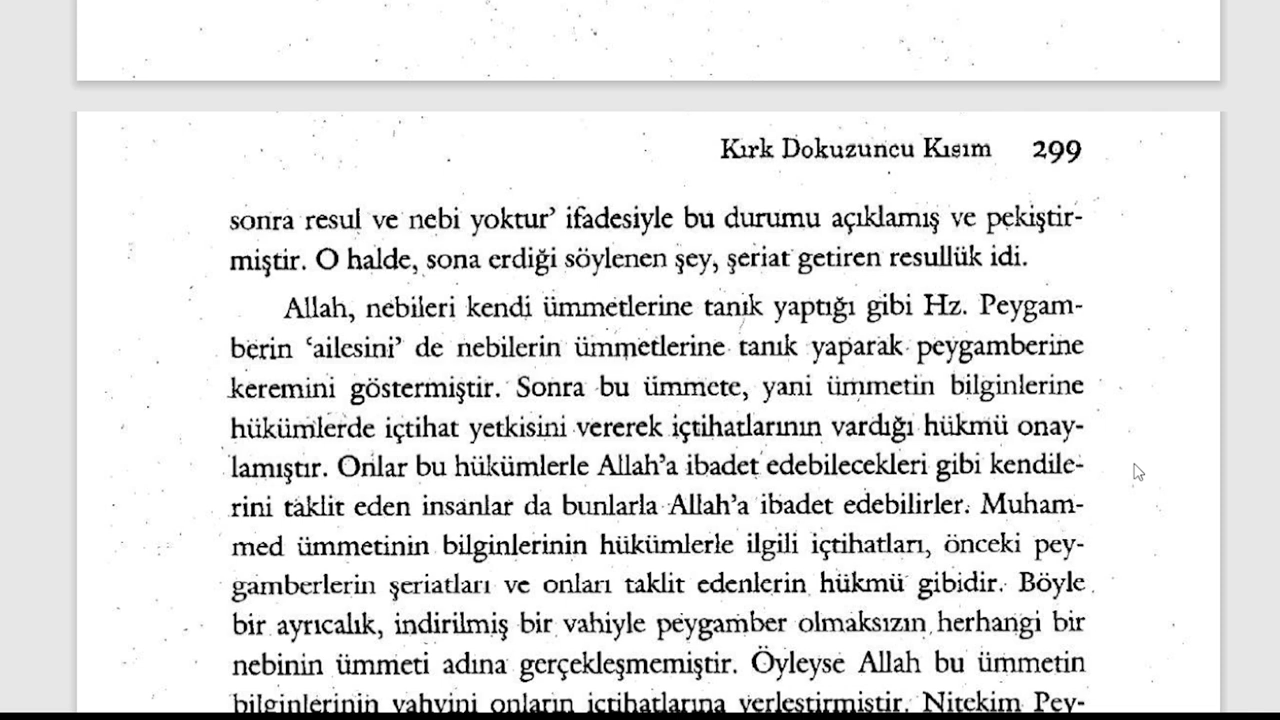 Kırk Dokuzuncu Kısım 299
sonra resul ve nebi yoktur’ ifadesiyle bu durumu açıklamış ve pekiştir-
miştir. O halde, sona erdiği söylenen şey, şeriat getiren resullük idi.
Allah, nebileri kendi ümmetlerine tanık yaptığı gibi Hz. Peygam-
berin ‘ailesini’ de nebilerin ümmetlerine tanık yaparak peygamberine
keremini göstermiştir. Sonra bu ümmete, yani ümmetin bilginlerine
hükümlerde içtihat yetkisini vererek içtihatlarının vardığı hükmü onay-
lamıştır. Onlar bu hükümlerle Allah’a ibadet edebilecekleri gibi kendile-
rini taklit eden insanlar da bunlarla Allah’a ibadet edebilirler. Muham-
med ümmetinin bilginlerinin hükümlerle ilgili içtihatları, önceki pey-
gamberlerin şeriatları ve onları taklit edenlerin hükmü gibidir. Böyle
bir ayrıcalık, indirilmiş bir vahiyle peygamber olmaksızın herhangi bir
nebinin ümmeti adına gerçekleşmemiştir. Öyleyse Allah bu ümmetin
bilginlerinin vahyini onların içtihatlarına yerleştirmiştir. Nitekim Pey-